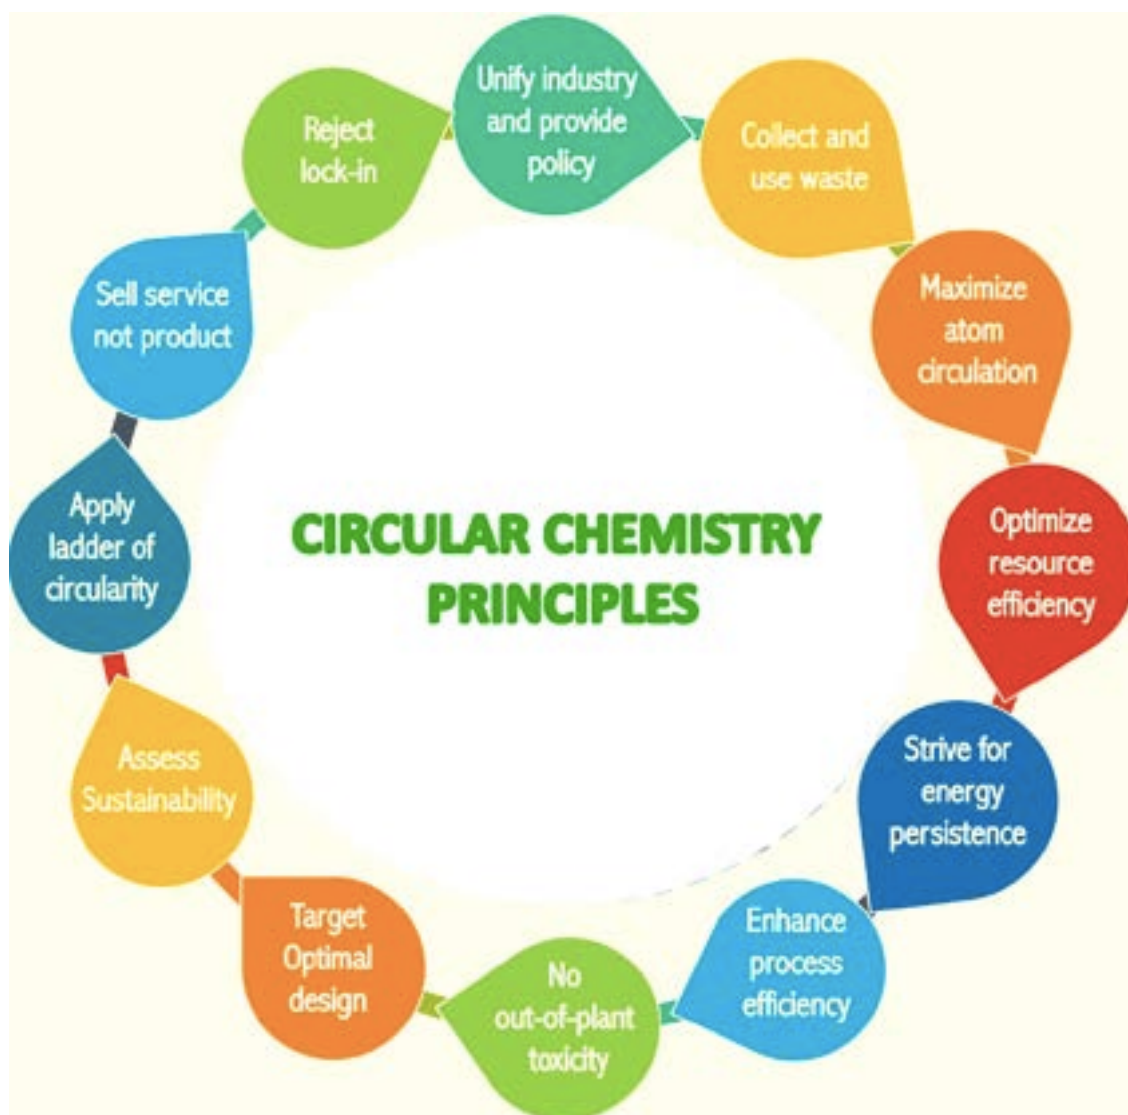 Unify industry
and provide
policy
Collect and
use waste
Maximize
atom
circulation
Optimize
resource
efficiency
Strive for
energy
persistence
Enhance
process
efficiency
No
out-of-plant
toxicity
Target
Optimal
design
Assess
Sustainability
Apply
ladder of
circularity
Sell service
not product
Reject
lock-in
CIRCULAR CHEMISTRY
PRINCIPLES